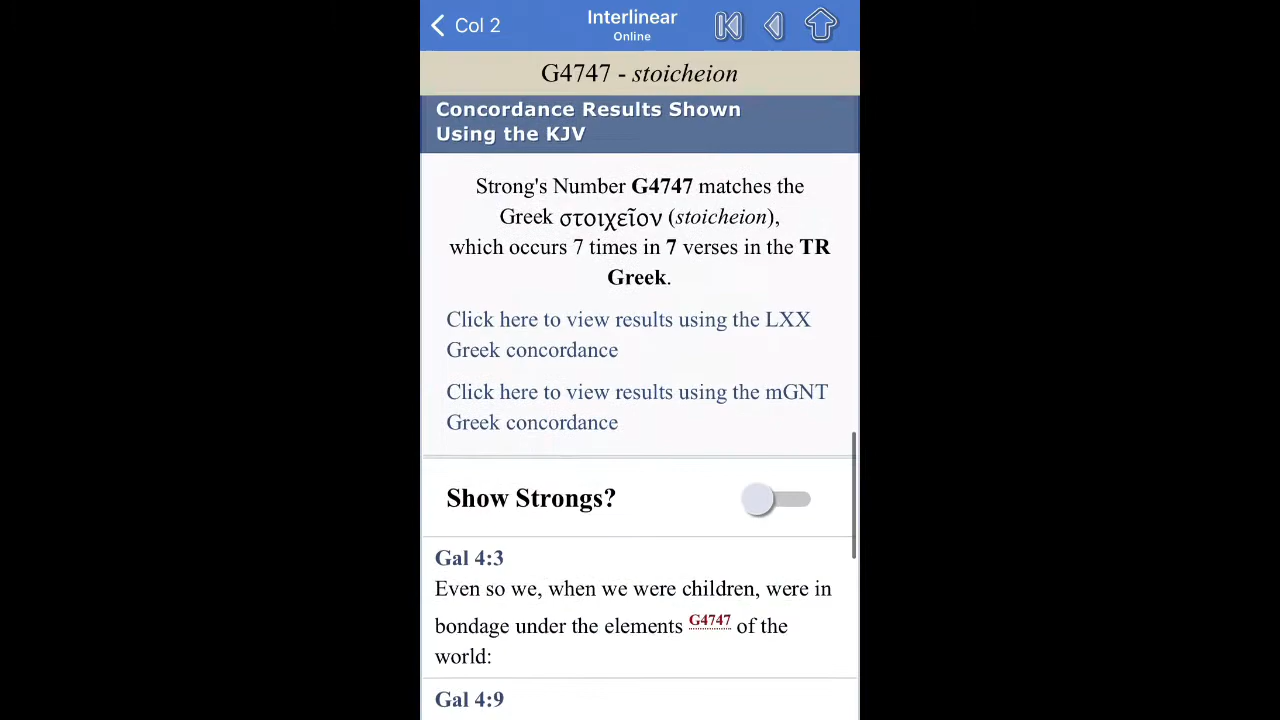 Col 2
Interlinear
Online
G4747 - stoicheion
Concordance Results Shown
Using the KJV
Strong's Number G4747 matches the
Greek στοιχεῖον (stoicheion),
which occurs 7 times in 7 verses in the TR
Greek.
Click here to view results using the LXX
Greek concordance
Click here to view results using the mGNT
Greek concordance
Show Strongs?
Gal 4:3
Even so we, when we were children, were in
bondage under the elements G4747 of the
world:
Gal 4:9